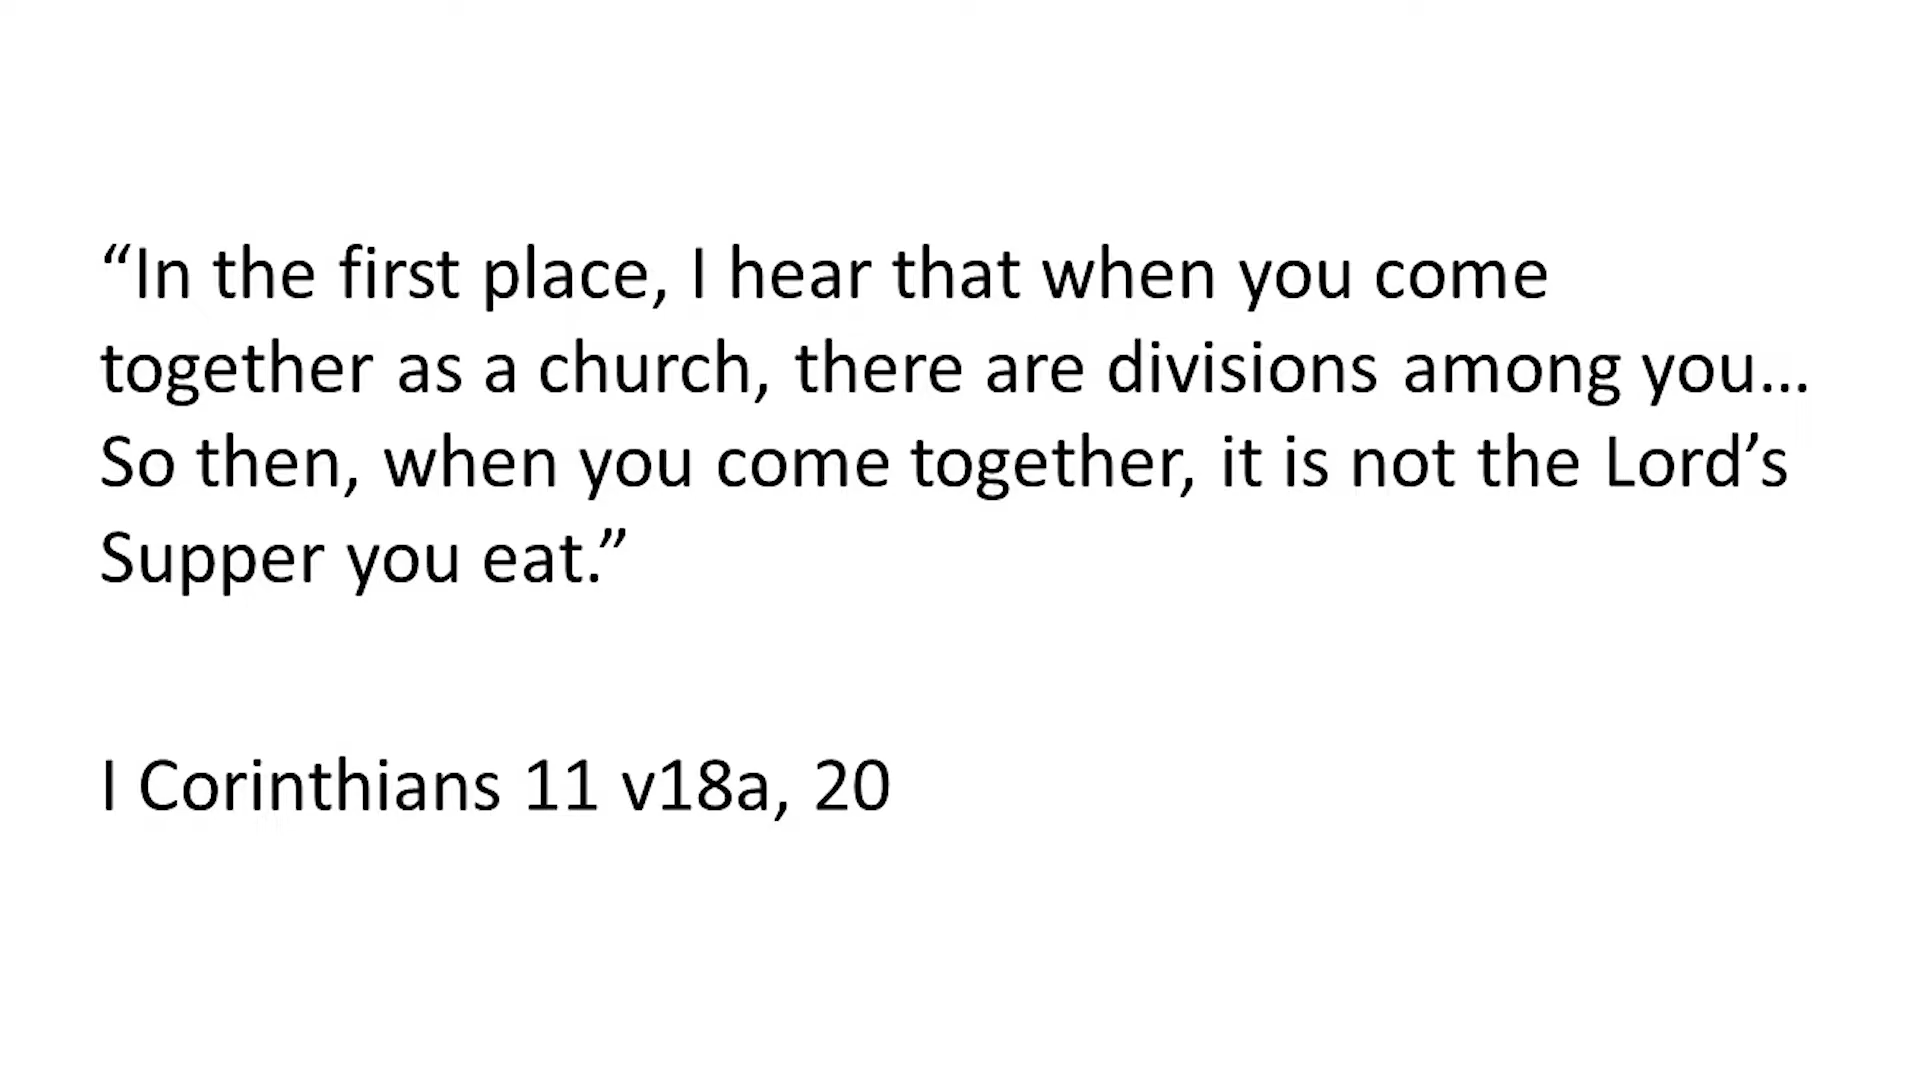 “In the first place, I hear that when you come
together as a church, there are divisions among you…
So then, when you come together, it is not the Lord’s
Supper you eat.”
I Corinthians 11 v18a, 20